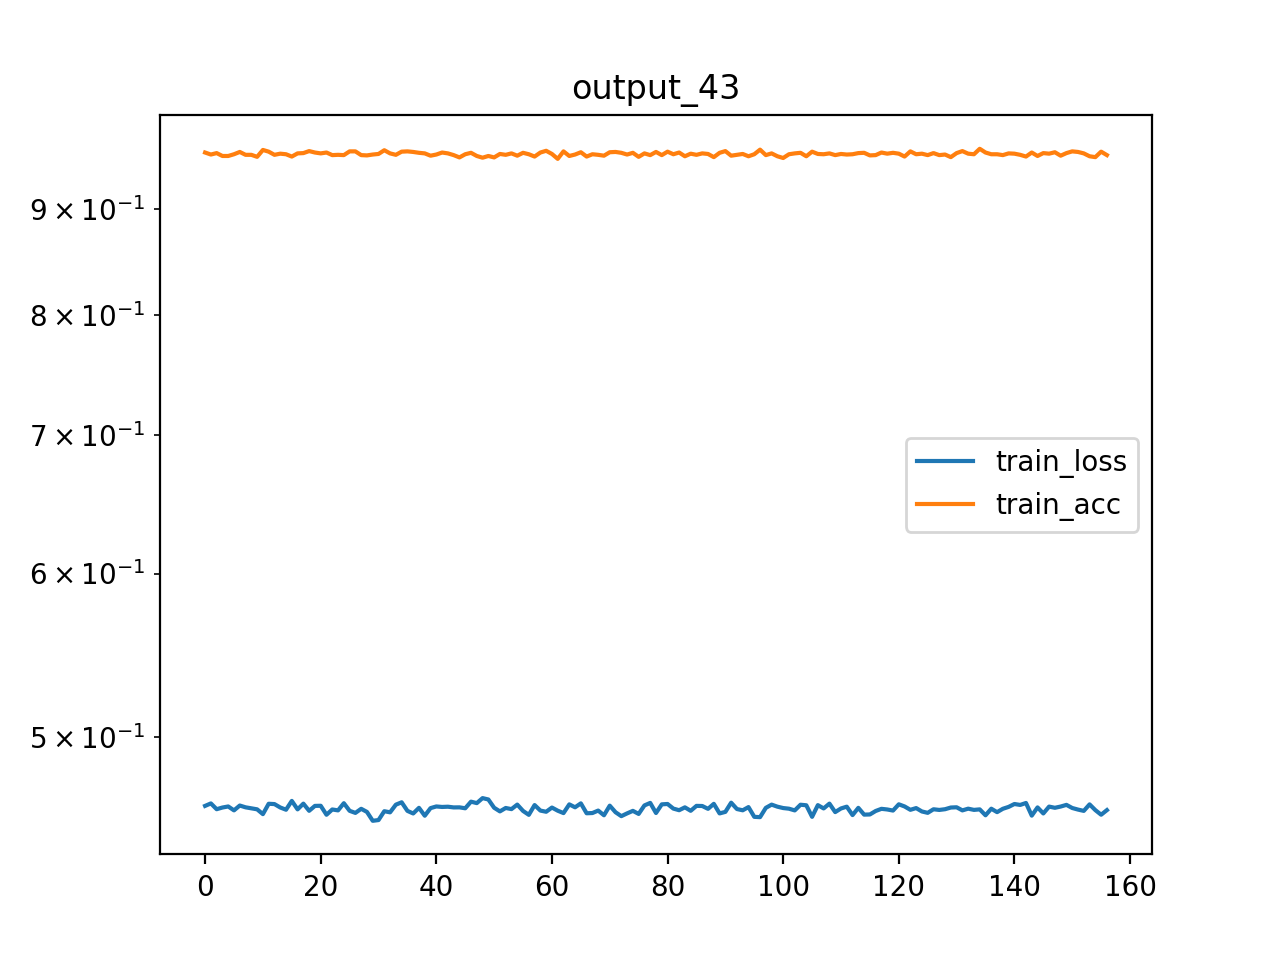 output_43
9 × 10⁻¹
8 × 10⁻¹
7 × 10⁻¹
6 × 10⁻¹
5 × 10⁻¹
train_loss
train_acc
0 20 40 60 80 100 120 140 160